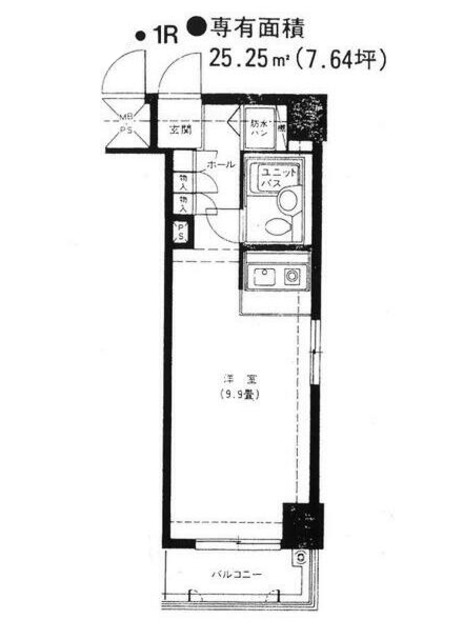 ● 1R ●専有面積
25.25㎡(7.64坪)
MB
PS
玄関
防水
パン
棚
ホール
物入
ユニット
バス
物入
PS
洋室
(9.9畳)
バルコニー